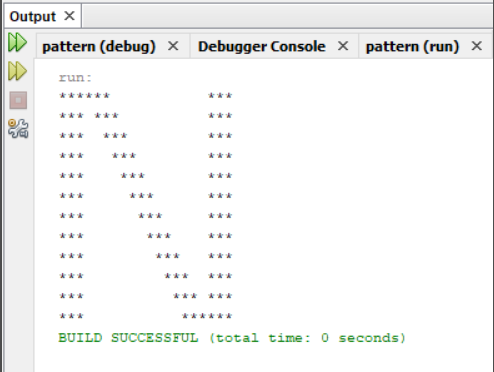 Output ×
pattern (debug) × Debugger Console × pattern (run) ×
run:
******           ***
*** ***          ***
***  ***         ***
***   ***        ***
***    ***       ***
***     ***      ***
***      ***     ***
***       ***    ***
***        ***   ***
***         ***  ***
***          *** ***
***           ******
BUILD SUCCESSFUL (total time: 0 seconds)